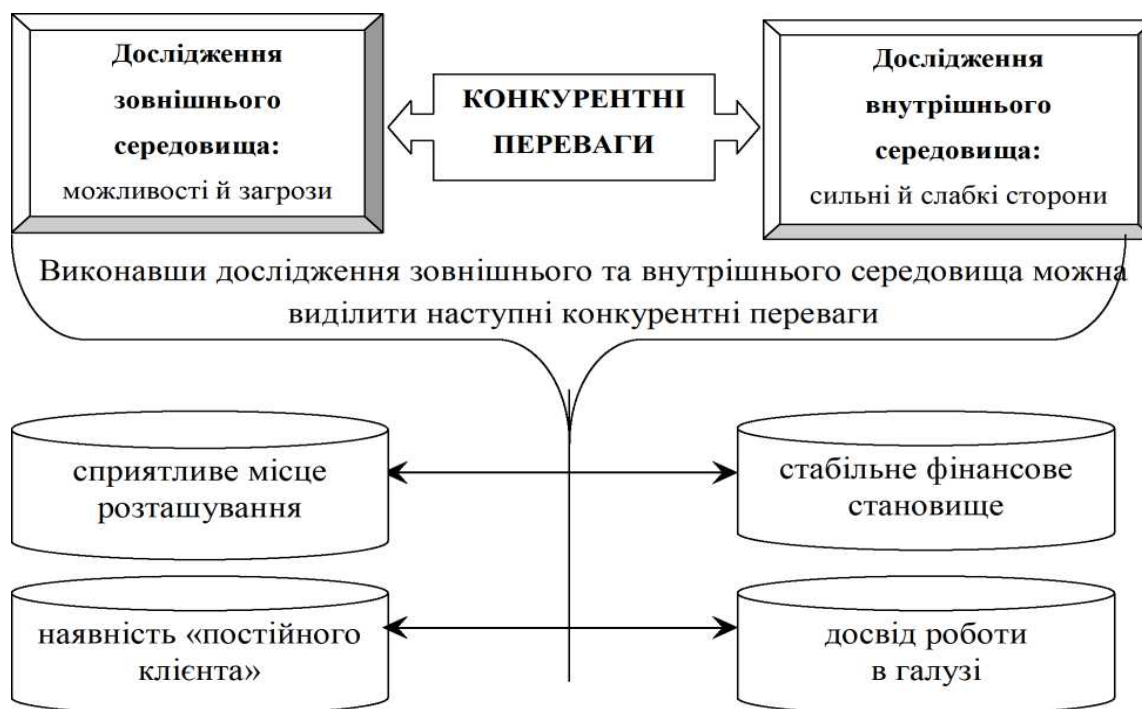 Дослідження
зовнішнього
середовища:
можливості й загрози
КОНКУРЕНТНІ
ПЕРЕВАГИ
Дослідження
внутрішнього
середовища:
сильні й слабкі сторони
Виконавши дослідження зовнішнього та внутрішнього середовища можна
виділити наступні конкурентні переваги
сприятливе місце
розташування
стабільне фінансове
становище
наявність «постійного
клієнта»
досвід роботи
в галузі